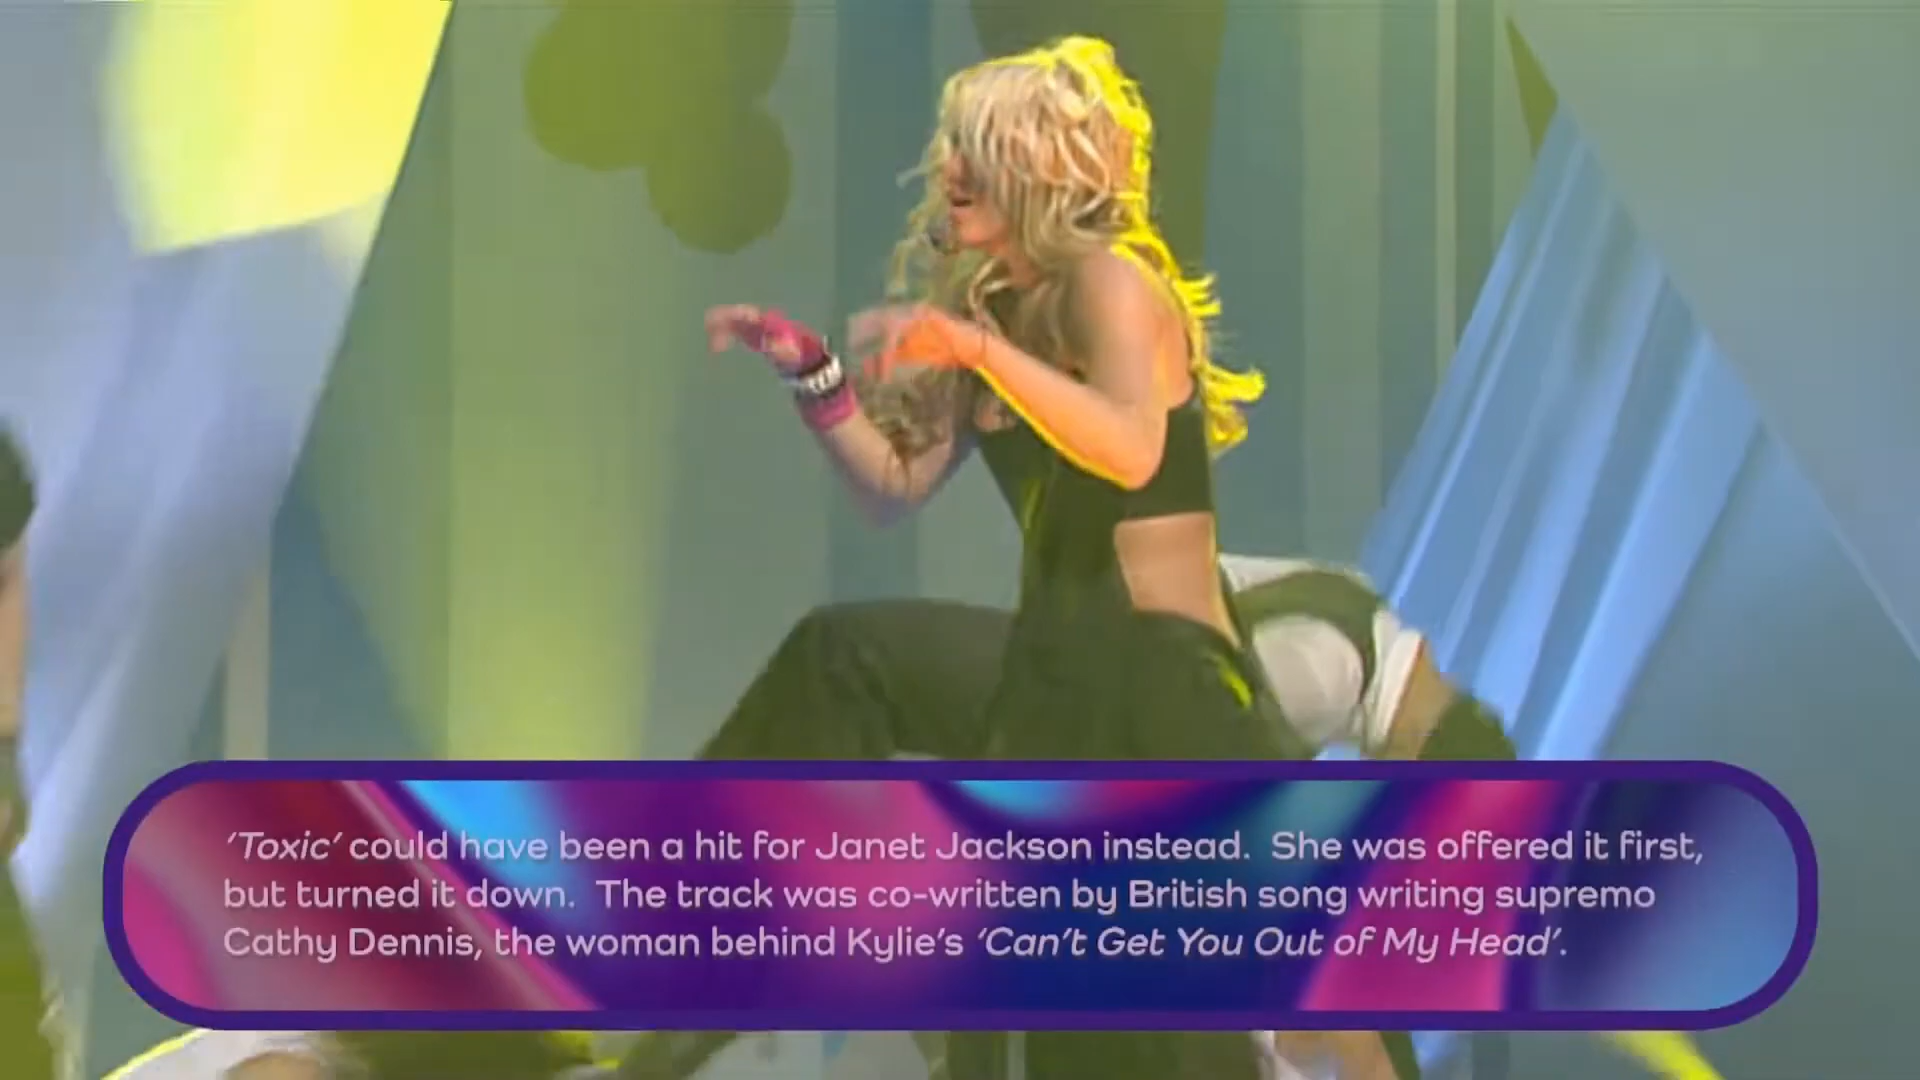 'Toxic' could have been a hit for Janet Jackson instead. She was offered it first,
but turned it down. The track was co-written by British song writing supremo
Cathy Dennis, the woman behind Kylie's 'Can't Get You Out of My Head'.